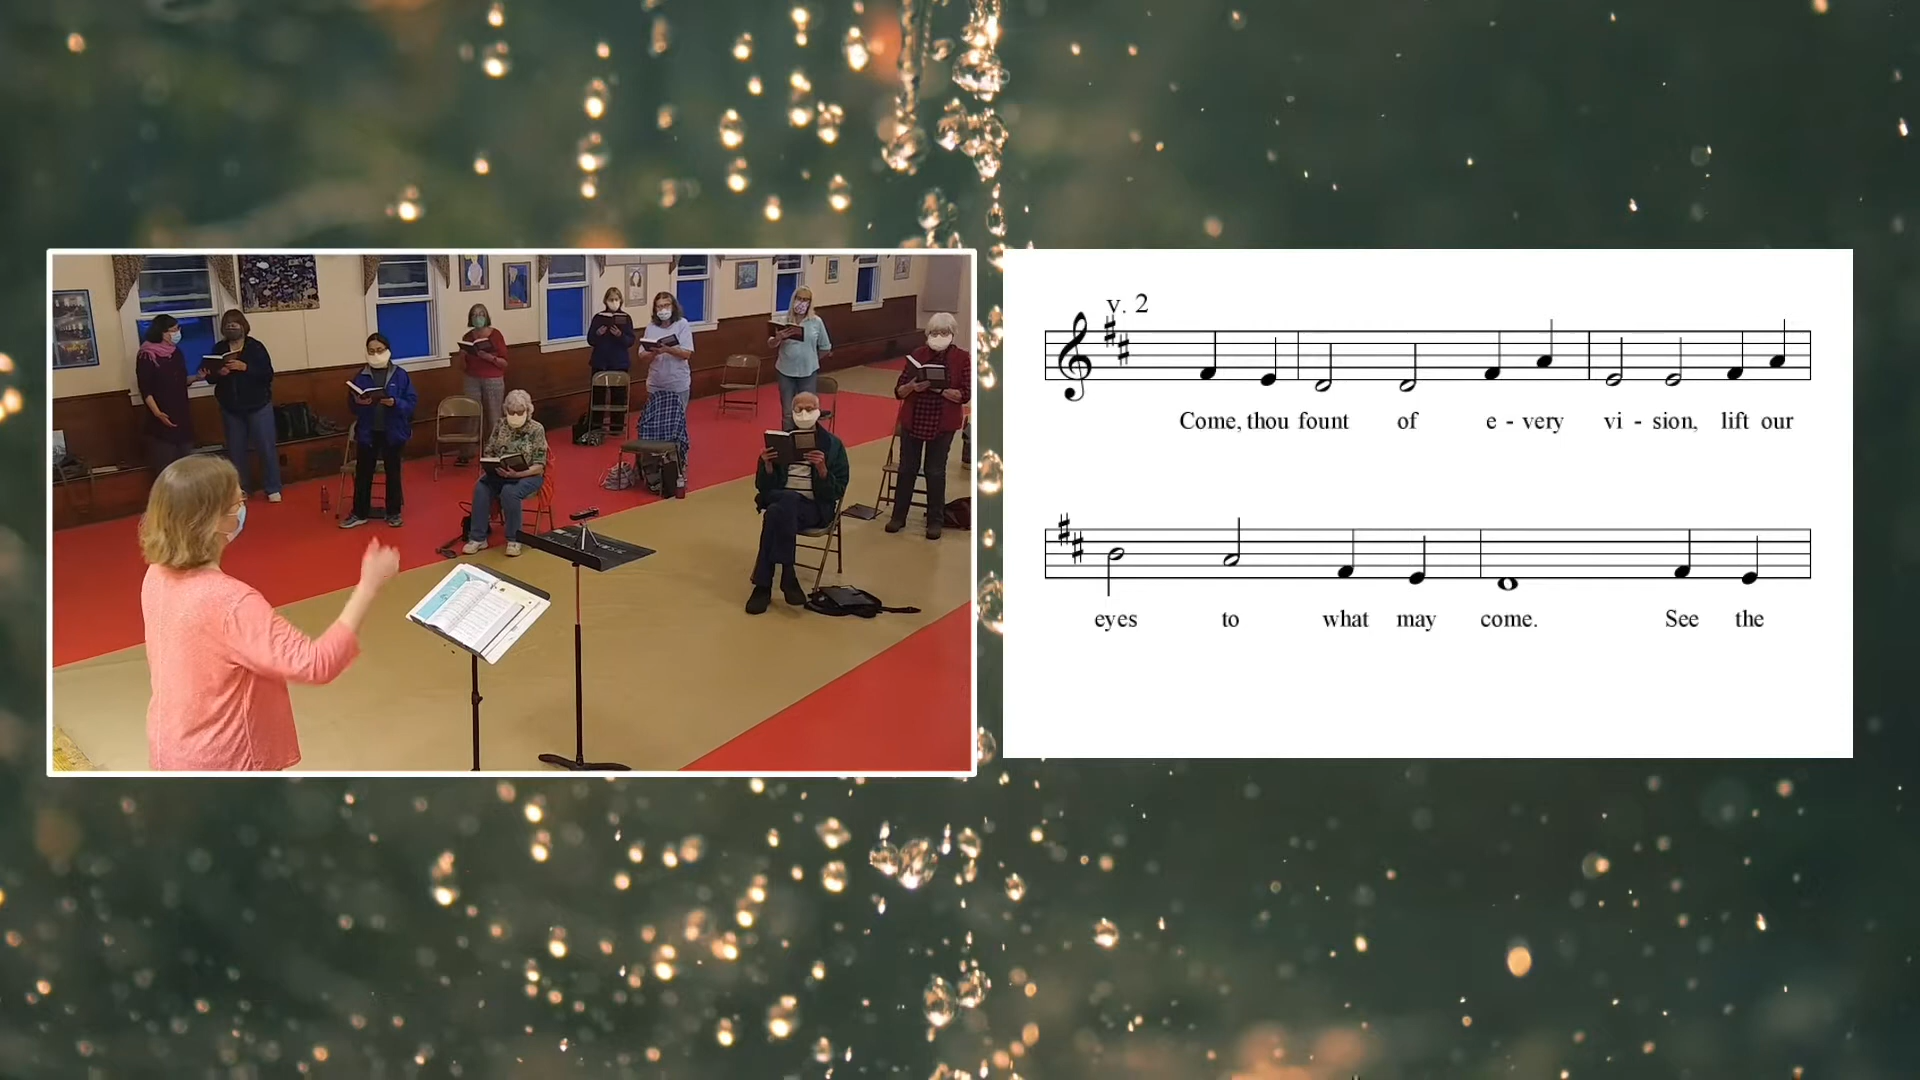 v. 2
Come, thou fount of e - very vi - sion, lift our
eyes to what may come. See the